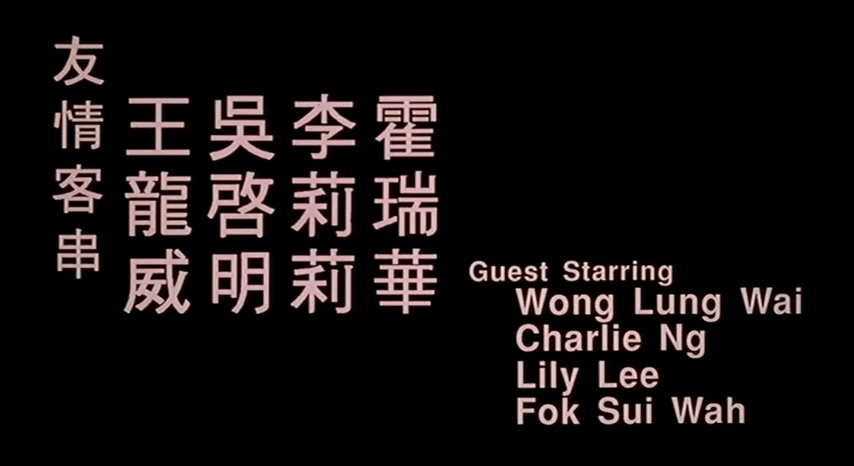 友情客串
王龍威
吳啓明
李莉莉
霍瑞華
Guest Starring
Wong Lung Wai
Charlie Ng
Lily Lee
Fok Sui Wah